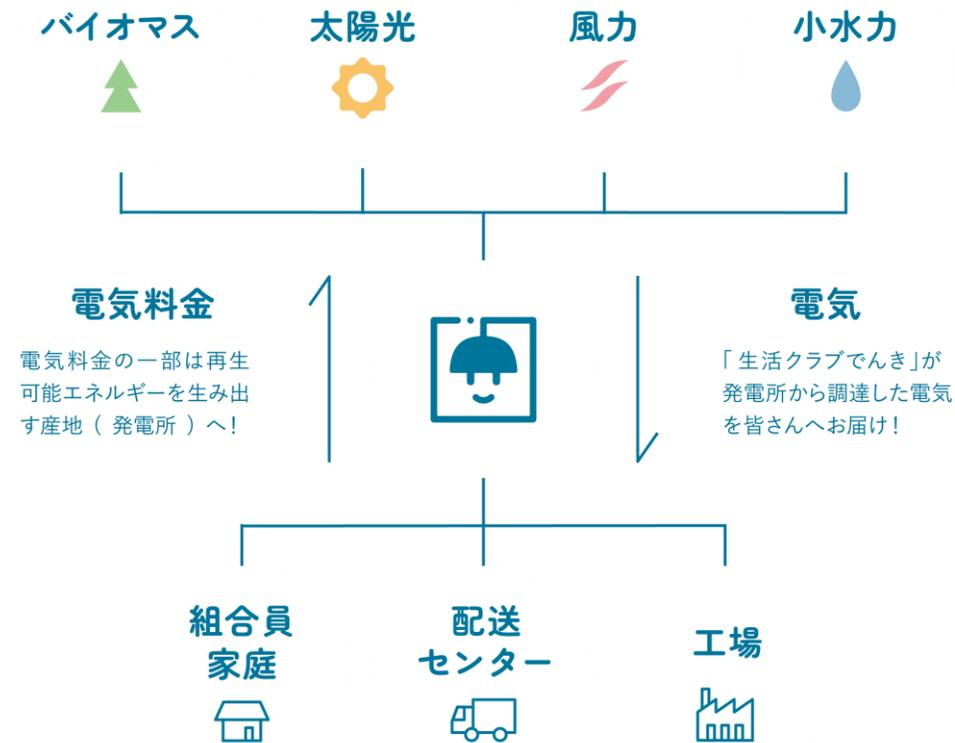 バイオマス
太陽光
風力
小水力
電気料金
電気料金の一部は再生
可能エネルギーを生み出
す産地（発電所）へ！
電気
「生活クラブでんき」が
発電所から調達した電気
を皆さんへお届け！
組合員
家庭
配送
センター
工場